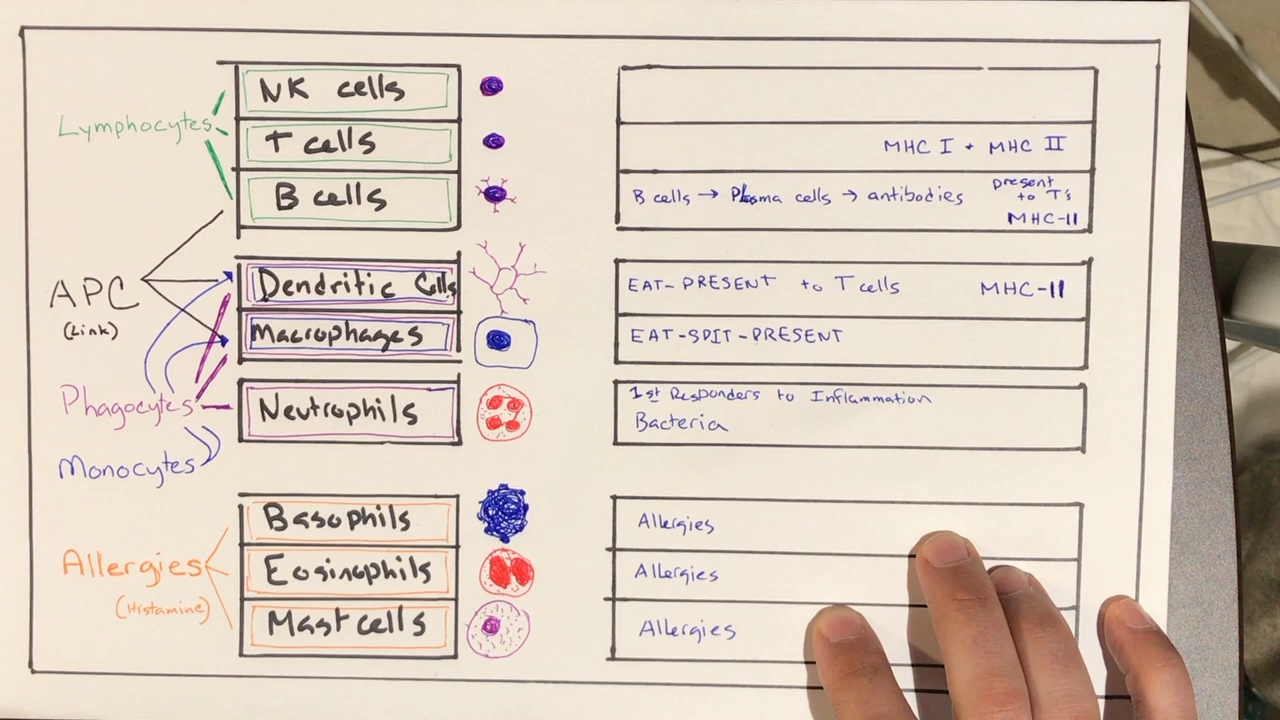 Lymphocytes
NK cells
T cells
MHC I + MHC II
B cells
B cells → Plasma cells → antibodies
present
to T's
MHC-II
APC
(Link)
Dendritic Cells
EAT-PRESENT to T cells
MHC-II
Macrophages
EAT-SPIT-PRESENT
Phagocytes
Neutrophils
1st Responders to Inflammation
Bacteria
Monocytes
Basophils
Allergies
Allergies
(Histamine)
Eosinophils
Allergies
Mast cells
Allergies